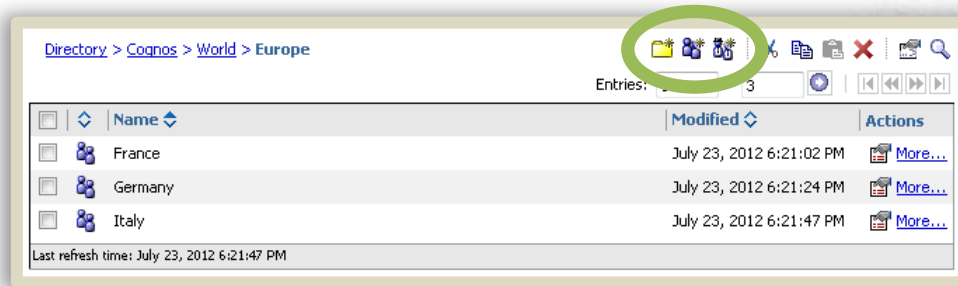 Directory > Cognos > World > Europe
Entries: 3
Name Modified Actions
France July 23, 2012 6:21:02 PM More...
Germany July 23, 2012 6:21:24 PM More...
Italy July 23, 2012 6:21:47 PM More...
Last refresh time: July 23, 2012 6:21:47 PM